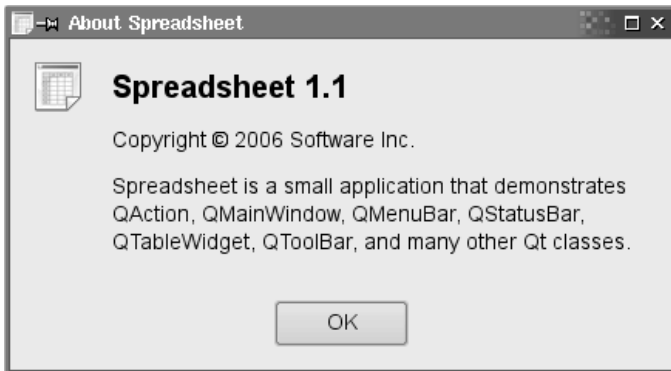 About Spreadsheet
Spreadsheet 1.1
Copyright © 2006 Software Inc.
Spreadsheet is a small application that demonstrates
QAction, QMainWindow, QMenuBar, QStatusBar,
QTableWidget, QToolBar, and many other Qt classes.
OK